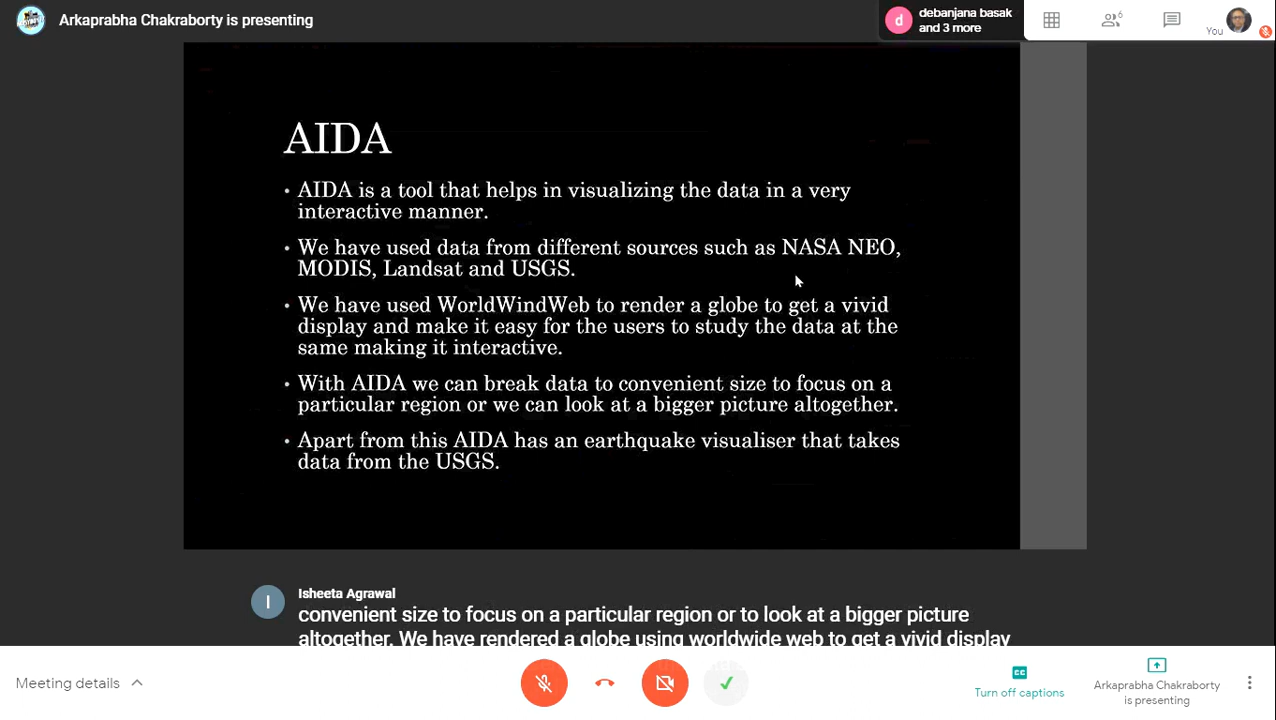 Arkaprabha Chakraborty is presenting
d
debanjana basak
and 3 more
6
You
AIDA
• AIDA is a tool that helps in visualizing the data in a very
interactive manner.
• We have used data from different sources such as NASA NEO,
MODIS, Landsat and USGS.
• We have used WorldWindWeb to render a globe to get a vivid
display and make it easy for the users to study the data at the
same making it interactive.
• With AIDA we can break data to convenient size to focus on a
particular region or we can look at a bigger picture altogether.
• Apart from this AIDA has an earthquake visualiser that takes
data from the USGS.
I
Isheeta Agrawal
convenient size to focus on a particular region or to look at a bigger picture
altogether. We have rendered a globe using worldwide web to get a vivid display
Meeting details
CC
Turn off captions
Arkaprabha Chakraborty
is presenting